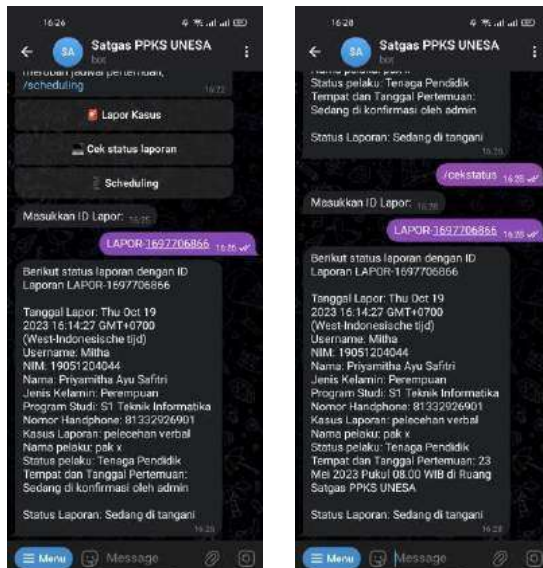 16:26
SA
Satgas PPKS UNESA
bot
merubah jadwal pertemuan,
/scheduling
16:22
Lapor Kasus
Cek status laporan
Scheduling
Masukkan ID Lapor:
LAPOR-1697706866
Berikut status laporan dengan ID
Laporan LAPOR-1697706866
Tanggal Lapor: Thu Oct 19
2023 16:14:27 GMT+0700
(West-Indonesische tijd)
Username: Mitha
NIM: 19051204044
Nama: Priyamitha Ayu Safitri
Jenis Kelamin: Perempuan
Program Studi: S1 Teknik Informatika
Nomor Handphone: 81332926901
Kasus Laporan: pelecehan verbal
Nama pelaku: pak x
Status pelaku: Tenaga Pendidik
Tempat dan Tanggal Pertemuan:
Sedang di konfirmasi oleh admin
Status Laporan: Sedang di tangani
Menu
Message
16:28
SA
Satgas PPKS UNESA
bot
Nama pelaku: pak x
Status pelaku: Tenaga Pendidik
Tempat dan Tanggal Pertemuan:
Sedang di konfirmasi oleh admin
Status Laporan: Sedang di tangani
/cekstatus 16:28
Masukkan ID Lapor: 16:28
LAPOR-1697706866 16:28
Berikut status laporan dengan ID
Laporan LAPOR-1697706866
Tanggal Lapor: Thu Oct 19
2023 16:14:27 GMT+0700
(West-Indonesische tijd)
Username: Mitha
NIM: 19051204044
Nama: Priyamitha Ayu Safitri
Jenis Kelamin: Perempuan
Program Studi: S1 Teknik Informatika
Nomor Handphone: 81332926901
Kasus Laporan: pelecehan verbal
Nama pelaku: pak x
Status pelaku: Tenaga Pendidik
Tempat dan Tanggal Pertemuan: 23
Mei 2023 Pukul 08.00 WIB di Ruang
Satgas PPKS UNESA
Status Laporan: Sedang di tangani
16:28
Menu
Message